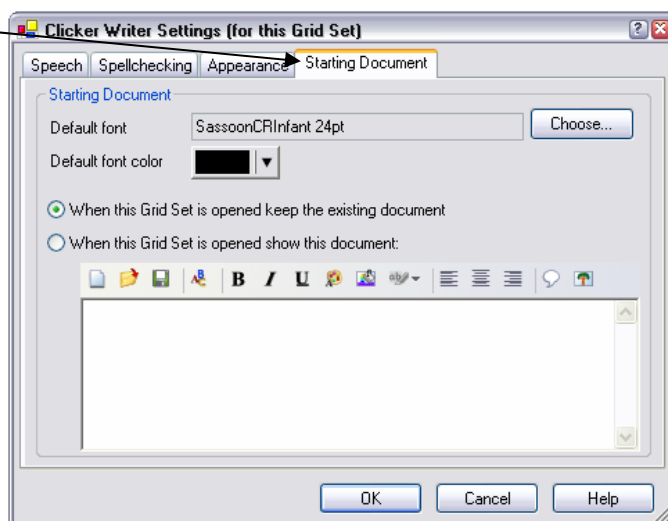 Clicker Writer Settings (for this Grid Set)
Speech Spellchecking Appearance Starting Document
Starting Document
Default font SassoonCRInfant 24pt Choose...
Default font color
When this Grid Set is opened keep the existing document
When this Grid Set is opened show this document:
B I U
OK Cancel Help